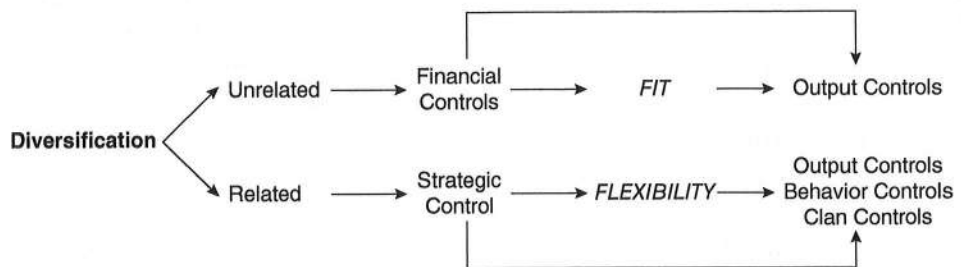 Diversification
Unrelated
Financial
Controls
FIT
Output Controls
Related
Strategic
Control
FLEXIBILITY
Output Controls
Behavior Controls
Clan Controls